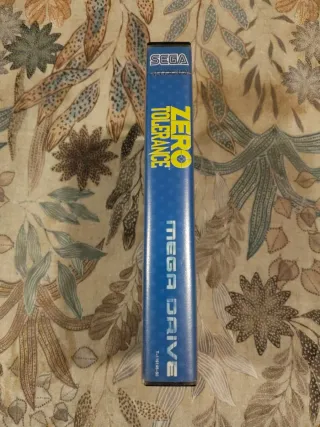 SEGA
ZERO
TOLERANCE
MEGA DRIVE